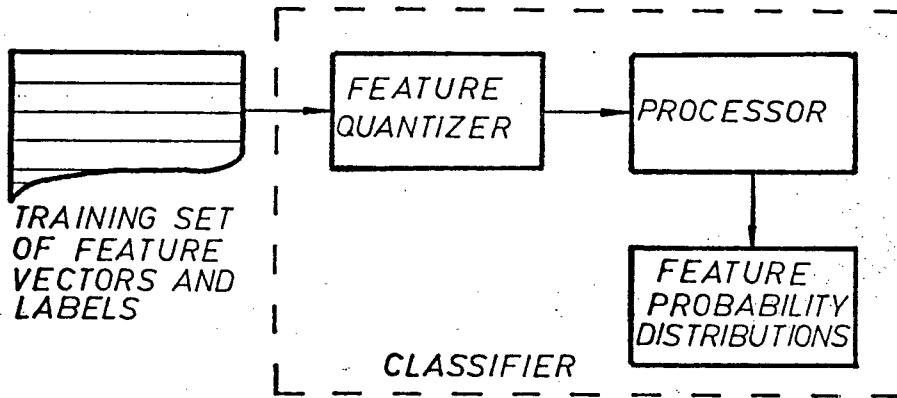 FEATURE
QUANTIZER
PROCESSOR
TRAINING SET
OF FEATURE
VECTORS AND
LABELS
FEATURE
PROBABILITY
DISTRIBUTIONS
CLASSIFIER